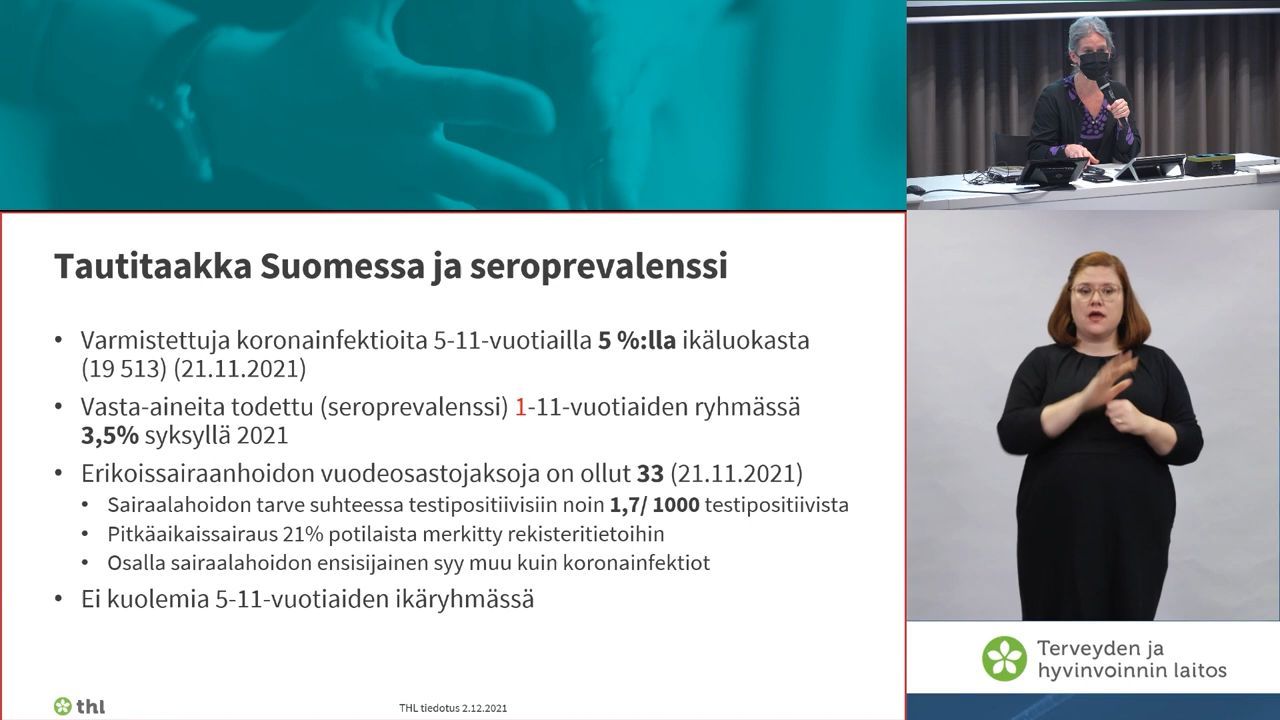 Tautitaakka Suomessa ja seroprevalenssi
• Varmistettuja koronainfektioita 5-11-vuotiailla 5 %:lla ikäluokasta
(19 513) (21.11.2021)
• Vasta-aineita todettu (seroprevalenssi) 1-11-vuotiaiden ryhmässä
3,5% syksyllä 2021
• Erikoissairaanhoidon vuodeosastojaksoja on ollut 33 (21.11.2021)
• Sairaalahoidon tarve suhteessa testipositiivisiin noin 1,7/ 1000 testipositiivista
• Pitkäaikaissairaus 21% potilaista merkitty rekisteritietoihin
• Osalla sairaalahoidon ensisijainen syy muu kuin koronainfektiot
• Ei kuolemia 5-11-vuotiaiden ikäryhmässä
thl
THL tiedotus 2.12.2021
Terveyden ja
hyvinvoinnin laitos